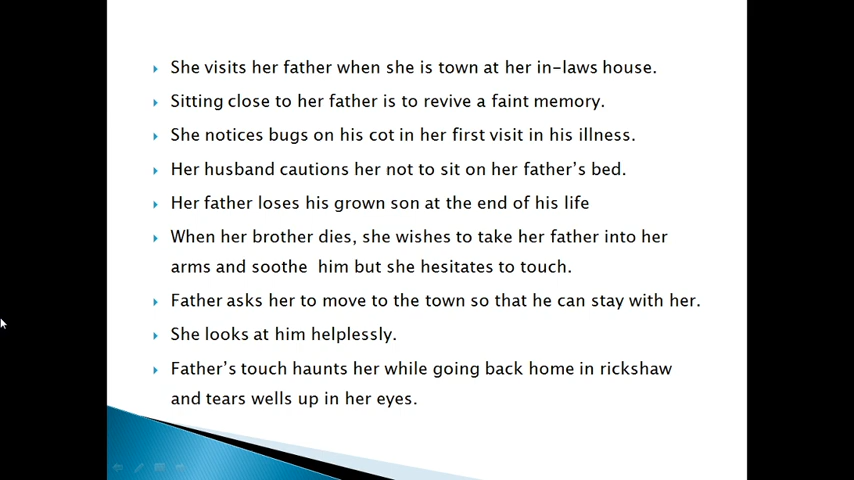 She visits her father when she is town at her in-laws house.
Sitting close to her father is to revive a faint memory.
She notices bugs on his cot in her first visit in his illness.
Her husband cautions her not to sit on her father's bed.
Her father loses his grown son at the end of his life
When her brother dies, she wishes to take her father into her
arms and soothe  him but she hesitates to touch.
Father asks her to move to the town so that he can stay with her.
She looks at him helplessly.
Father's touch haunts her while going back home in rickshaw
and tears wells up in her eyes.